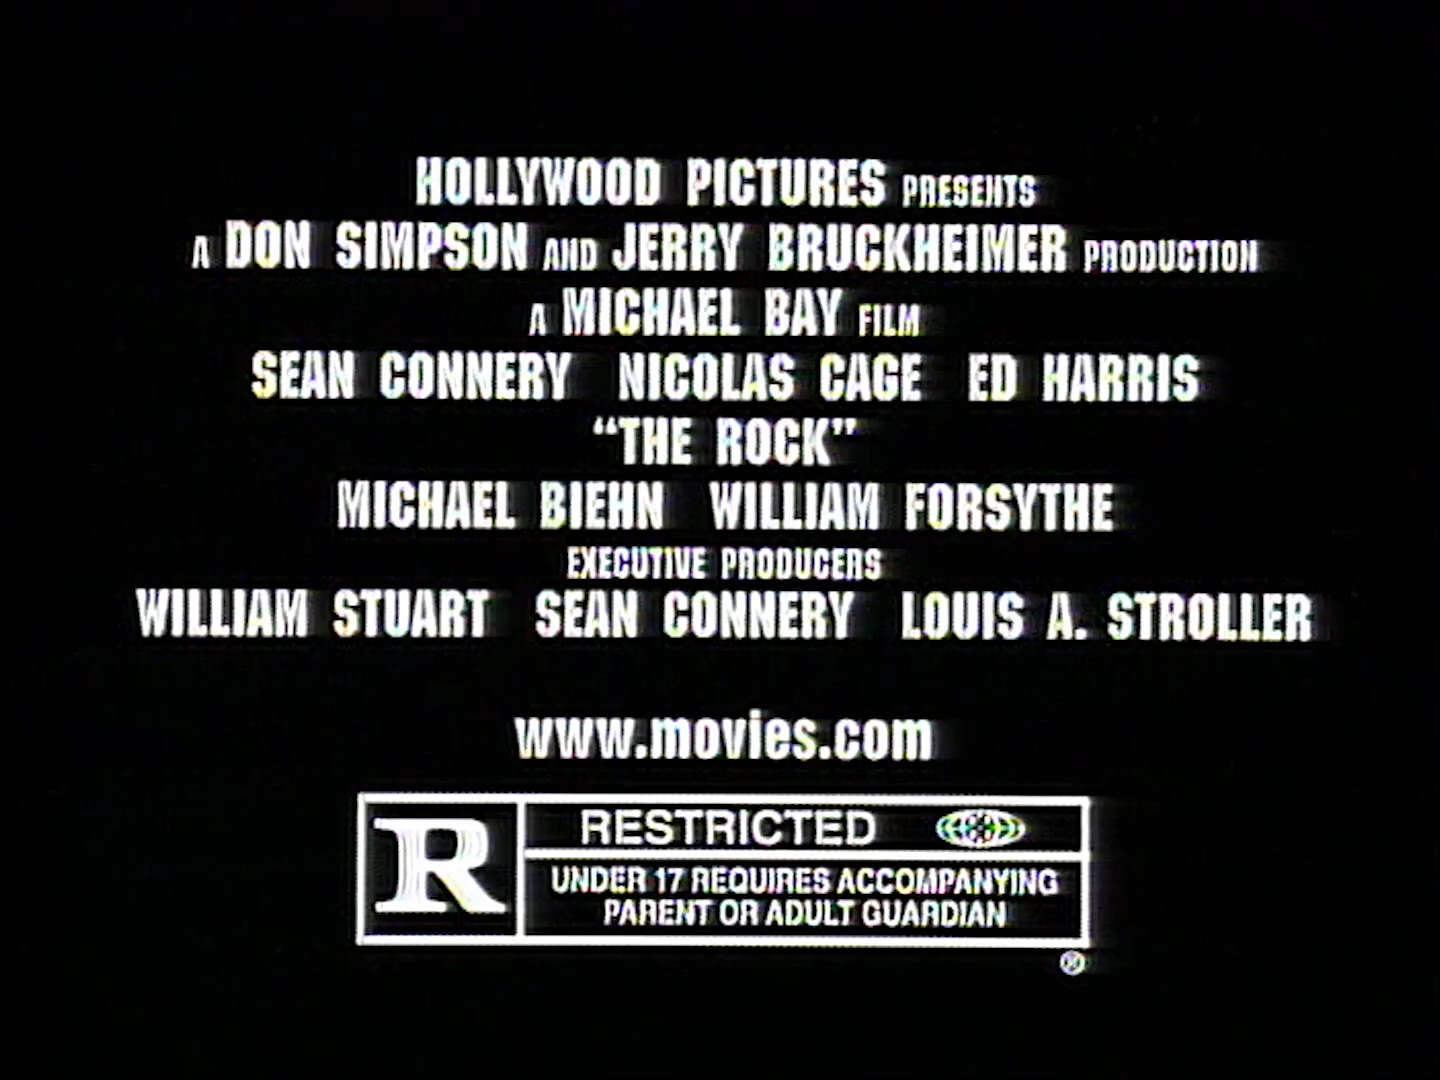 HOLLYWOOD PICTURES PRESENTS
A DON SIMPSON AND JERRY BRUCKHEIMER PRODUCTION
A MICHAEL BAY FILM
SEAN CONNERY NICOLAS CAGE ED HARRIS
“THE ROCK”
MICHAEL BIEHN WILLIAM FORSYTHE
EXECUTIVE PRODUCERS
WILLIAM STUART SEAN CONNERY LOUIS A. STROLLER
www.movies.com
R
RESTRICTED
UNDER 17 REQUIRES ACCOMPANYING
PARENT OR ADULT GUARDIAN
®